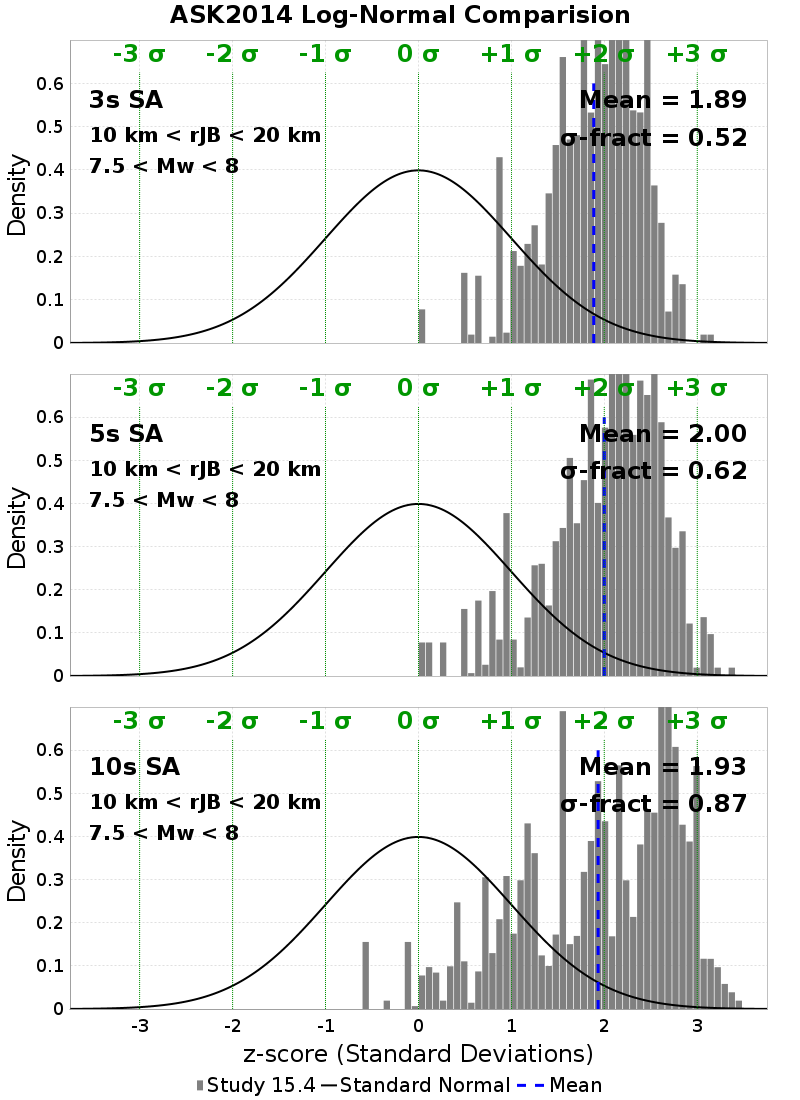 ASK2014 Log-Normal Comparision
-3 σ -2 σ -1 σ 0 σ +1 σ +2 σ +3 σ
0.6
3s SA Mean = 1.89
0.5
10 km < rJB < 20 km σ-fract = 0.52
7.5 < Mw < 8
0.4
Density
0.3
0.2
0.1
0
-3 σ -2 σ -1 σ 0 σ +1 σ +2 σ +3 σ
0.6
5s SA Mean = 2.00
0.5
10 km < rJB < 20 km σ-fract = 0.62
7.5 < Mw < 8
0.4
Density
0.3
0.2
0.1
0
-3 σ -2 σ -1 σ 0 σ +1 σ +2 σ +3 σ
0.6
10s SA Mean = 1.93
0.5
10 km < rJB < 20 km σ-fract = 0.87
7.5 < Mw < 8
0.4
Density
0.3
0.2
0.1
0
-3 -2 -1 0 1 2 3
z-score (Standard Deviations)
Study 15.4 Standard Normal Mean